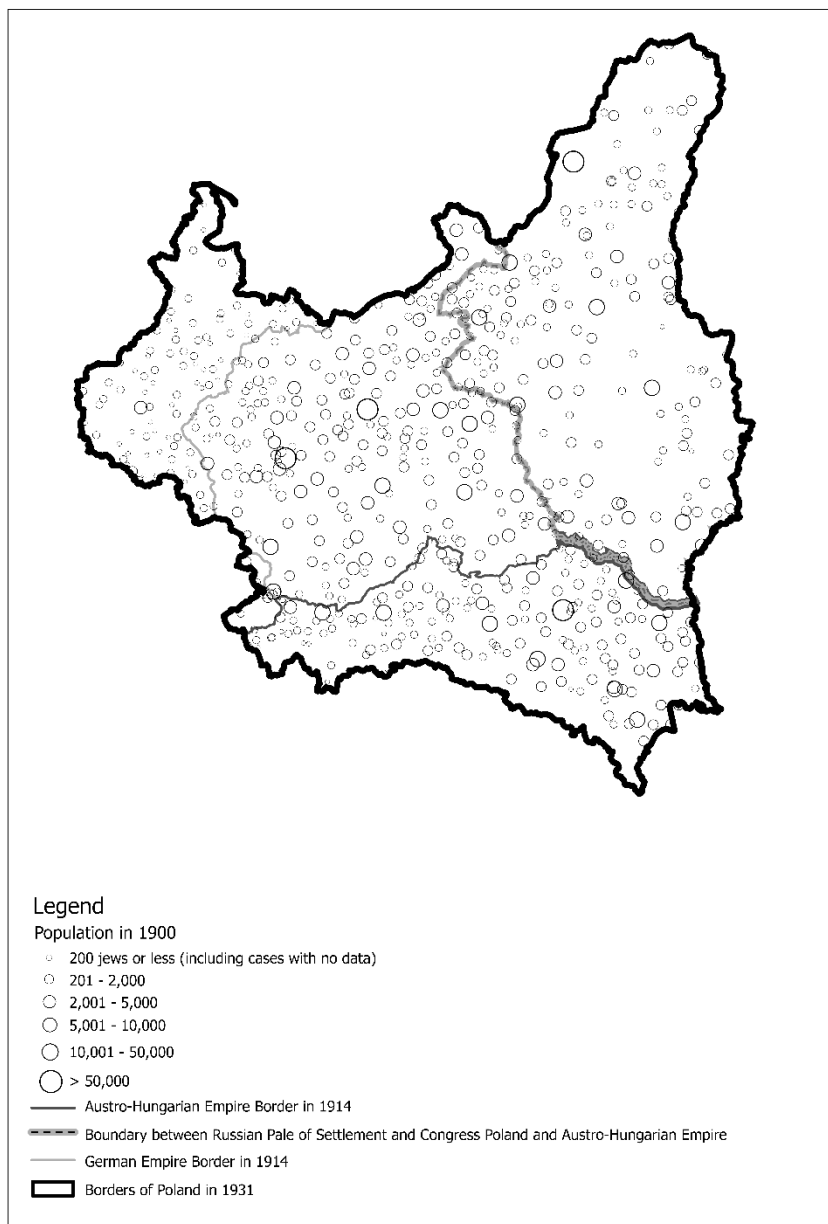 Legend
Population in 1900
200 jews or less (including cases with no data)
201 - 2,000
2,001 - 5,000
5,001 - 10,000
10,001 - 50,000
> 50,000
Austro-Hungarian Empire Border in 1914
Boundary between Russian Pale of Settlement and Congress Poland and Austro-Hungarian Empire
German Empire Border in 1914
Borders of Poland in 1931